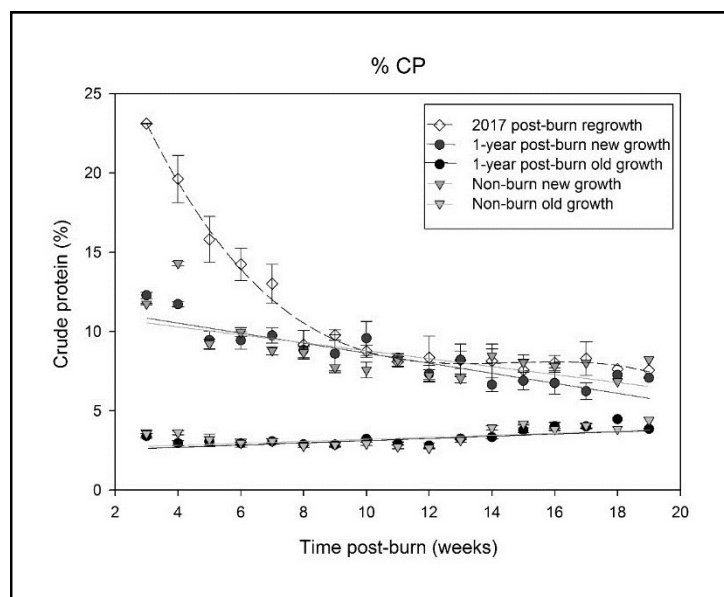 % CP
25
20
15
10
5
0
Crude protein (%)
2017 post-burn regrowth
1-year post-burn new growth
1-year post-burn old growth
Non-burn new growth
Non-burn old growth
2 4 6 8 10 12 14 16 18 20
Time post-burn (weeks)